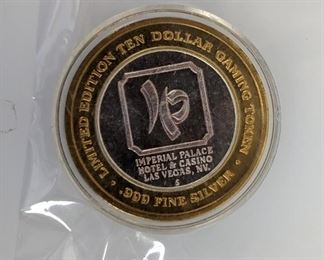 LIMITED EDITION TEN DOLLAR GAMING TOKEN
IMPERIAL PALACE
HOTEL & CASINO
LAS VEGAS, NV.
S
.999 FINE SILVER